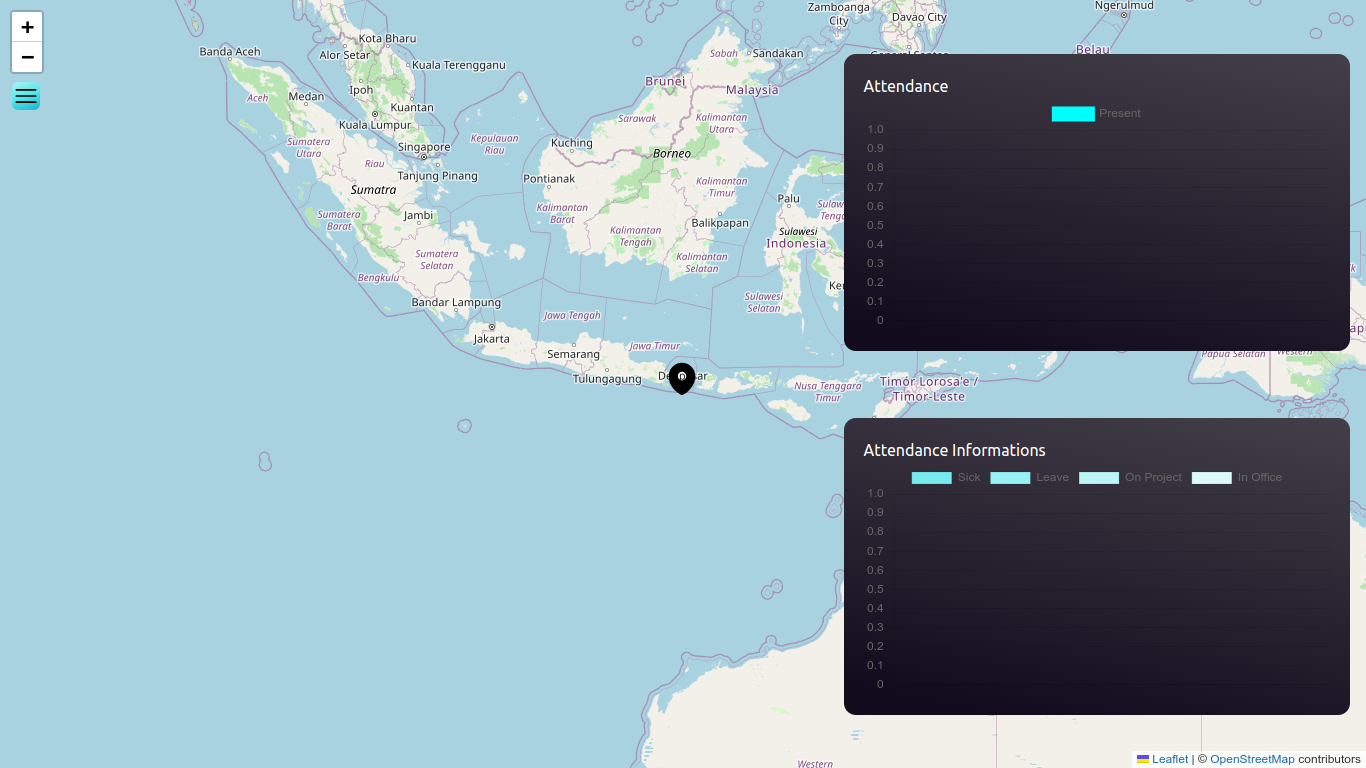 Zamboanga
City
Davao City
Ngerulmud
+
Kota Bharu
Banda Aceh
Alor Setar
Sabah
Sandakan
Belau
−
Kuala Terengganu
Brunei
Malaysia
Attendance
Aceh
Medan
Ipoh
Kuantan
Present
Kuala Lumpur
Sarawak
Kalimantan
Utara
1.0
Sumatera
Utara
Singapore
Kepulauan
Riau
Kuching
Borneo
0.9
Riau
0.8
Tanjung Pinang
Pontianak
Kalimantan
Timur
0.7
Sumatra
Palu
0.6
Sumatera
Barat
Jambi
Kalimantan
Barat
Balikpapan
0.5
Kalimantan
Tengah
Sulawesi
Indonesia
0.4
Sumatera
Selatan
Kalimantan
Selatan
0.3
Bengkulu
0.2
Bandar Lampung
Sulawesi
Selatan
0.1
Jawa Tengah
0
Jakarta
Jawa Timur
Semarang
Papua Selatan
Western
Tulungagung
Nusa Tenggara
Timur
Timór Lorosa'e /
Timor-Leste
Attendance Informations
Sick
Leave
On Project
In Office
1.0
0.9
0.8
0.7
0.6
0.5
0.4
0.3
0.2
0.1
0
Western
Leaflet | © OpenStreetMap contributors